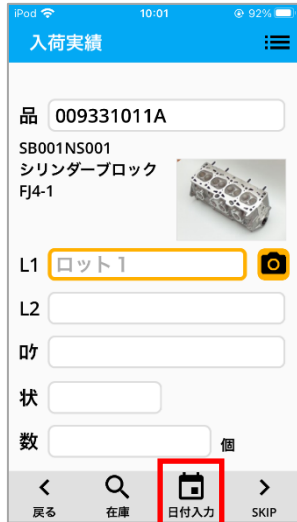 iPod 10:01 92%
入荷実績
品 009331011A
SB001NS001
シリンダーブロック
FJ4-1
L1 ロット1
L2
ﾛｹ
状
数 個
戻る 在庫 日付入力 SKIP